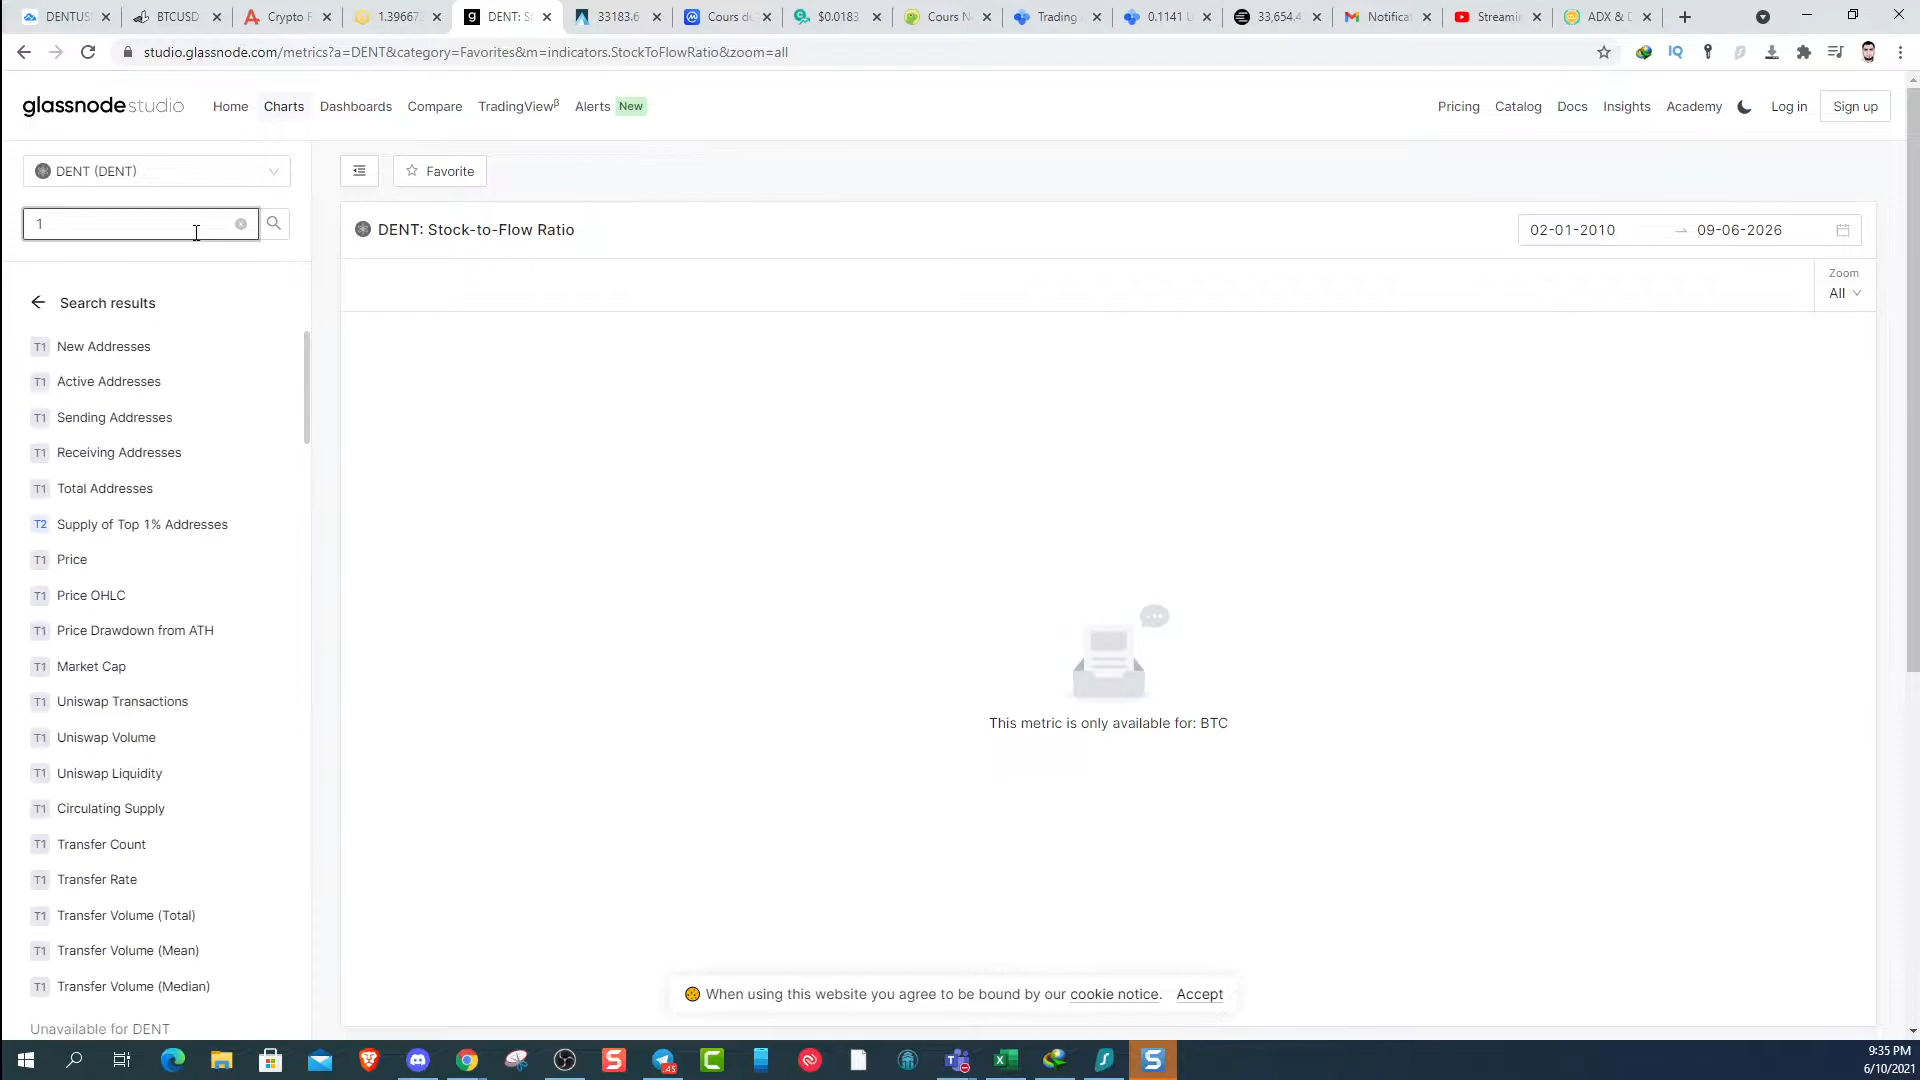 DENTUS
BTCUSD
Crypto F
1.39667
DENT: S
33183.6
Cours d
$0.0183
Cours N
Trading
0.1141 U
33,654.4
Notificat
Streamin
ADX & D
studio.glassnode.com/metrics?a=DENT&category=Favorites&m=indicators.StockToFlowRatio&zoom=all
IQ
glassnodestudio
Home
Charts
Dashboards
Compare
TradingViewβ
Alerts
New
Pricing
Catalog
Docs
Insights
Academy
Log in
Sign up
DENT (DENT)
Favorite
1
DENT: Stock-to-Flow Ratio
02-01-2010 → 09-06-2026
Zoom
All
Search results
T1 New Addresses
T1 Active Addresses
T1 Sending Addresses
T1 Receiving Addresses
T1 Total Addresses
T2 Supply of Top 1% Addresses
T1 Price
T1 Price OHLC
T1 Price Drawdown from ATH
T1 Market Cap
T1 Uniswap Transactions
T1 Uniswap Volume
T1 Uniswap Liquidity
T1 Circulating Supply
T1 Transfer Count
T1 Transfer Rate
T1 Transfer Volume (Total)
T1 Transfer Volume (Mean)
T1 Transfer Volume (Median)
Unavailable for DENT
This metric is only available for: BTC
When using this website you agree to be bound by our cookie notice. Accept
45
9:35 PM
6/10/2021